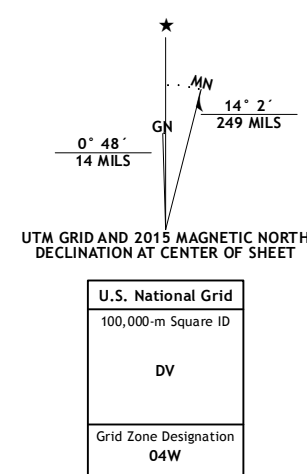 ★
MN
GN
14° 2´
249 MILS
0° 48´
14 MILS
UTM GRID AND 2015 MAGNETIC NORTH
DECLINATION AT CENTER OF SHEET
U.S. National Grid
100,000-m Square ID
DV
Grid Zone Designation
04W